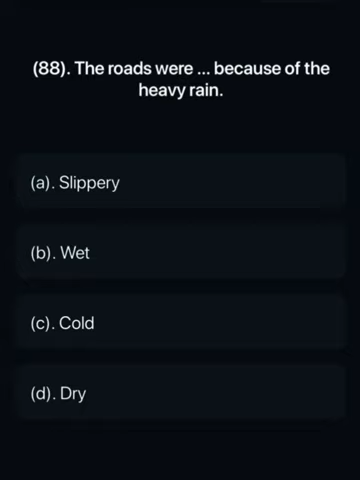 (88). The roads were ... because of the
heavy rain.
(a). Slippery
(b). Wet
(c). Cold
(d). Dry